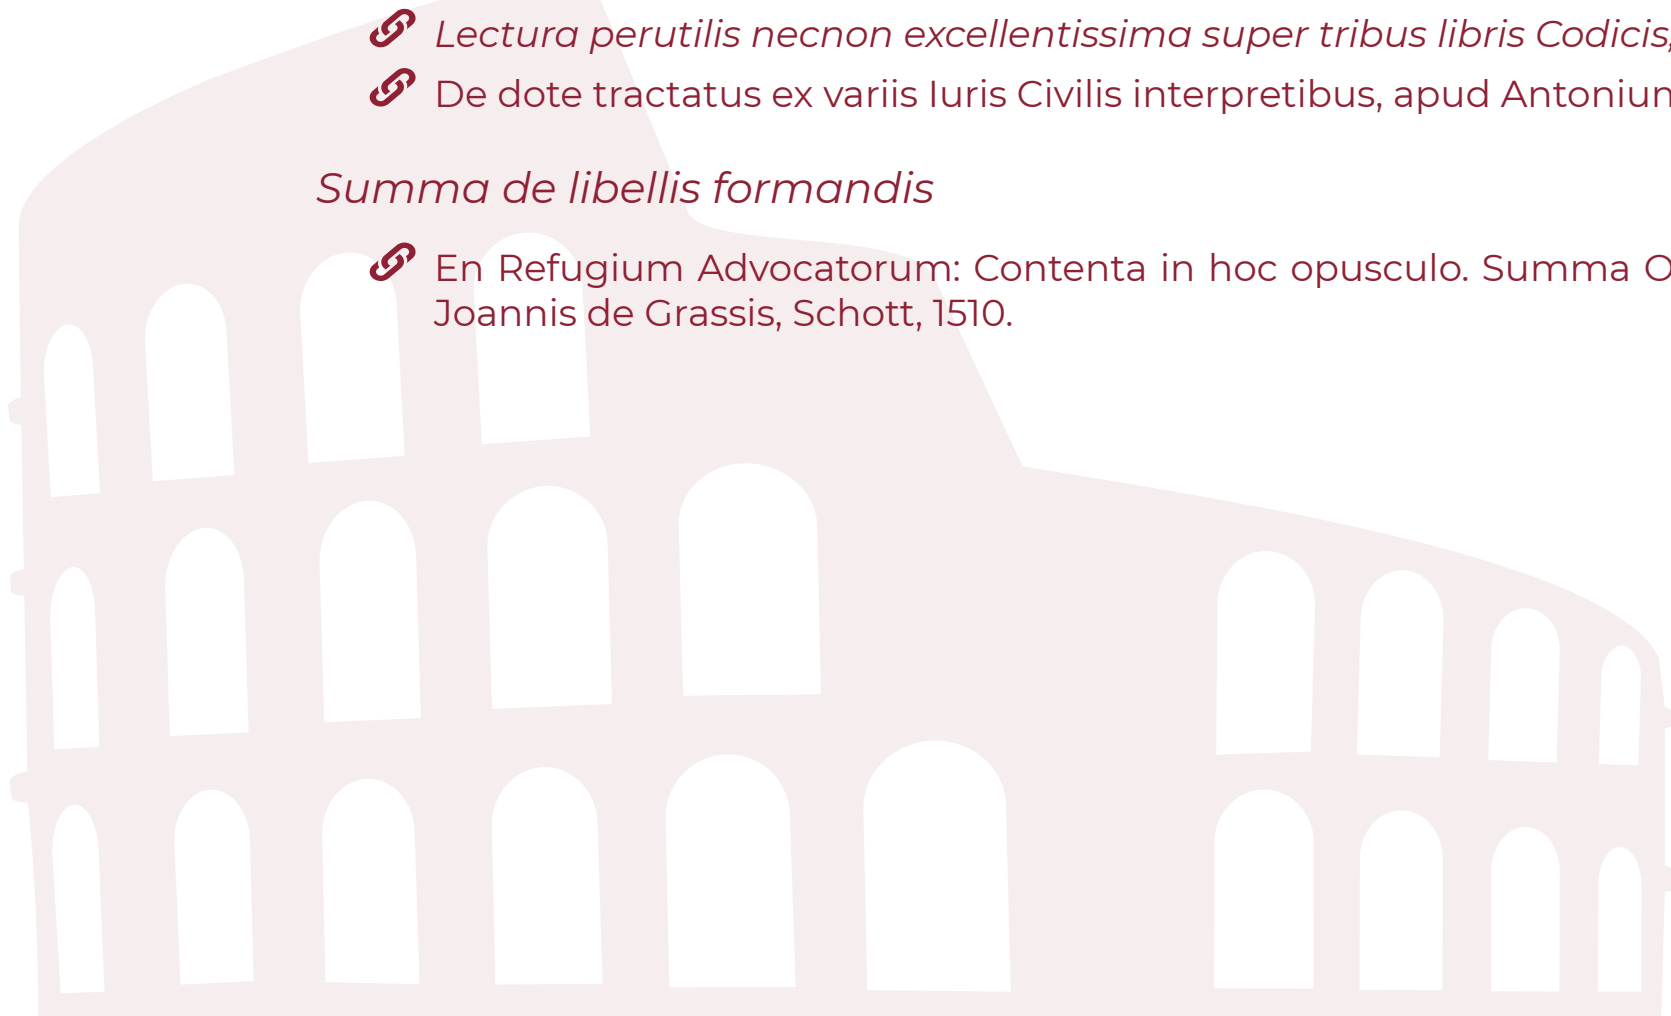 Lectura perutilis necnon excellentissima super tribus libris Codicis,
De dote tractatus ex variis Iuris Civilis interpretibus, apud Antonium
Summa de libellis formandis
En Refugium Advocatorum: Contenta in hoc opusculo. Summa O
Joannis de Grassis, Schott, 1510.